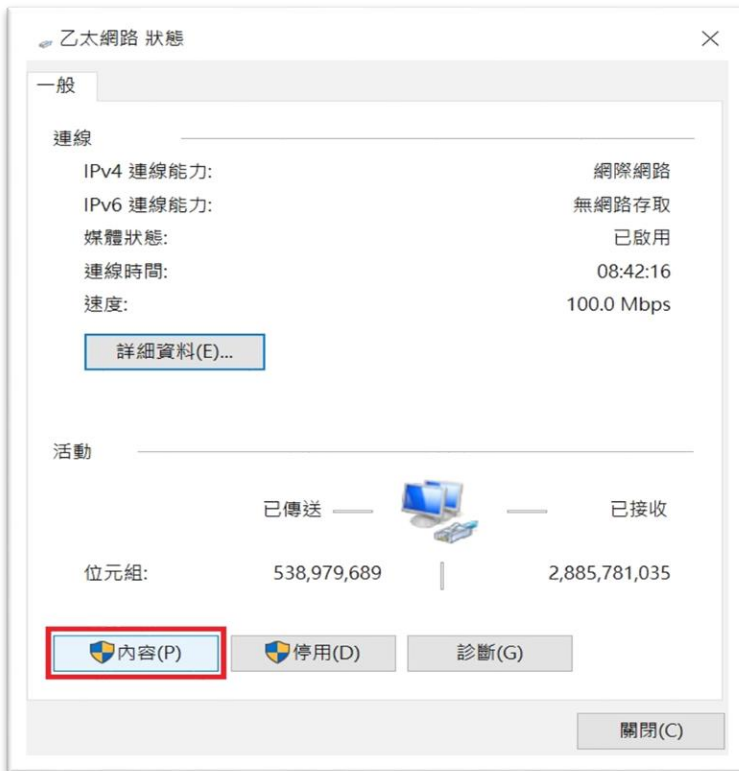 乙太網路 狀態
一般
連線
IPv4 連線能力: 網際網路
IPv6 連線能力: 無網路存取
媒體狀態: 已啟用
連線時間: 08:42:16
速度: 100.0 Mbps
詳細資料(E)...
活動
已傳送 已接收
位元組: 538,979,689 2,885,781,035
內容(P) 停用(D) 診斷(G)
關閉(C)